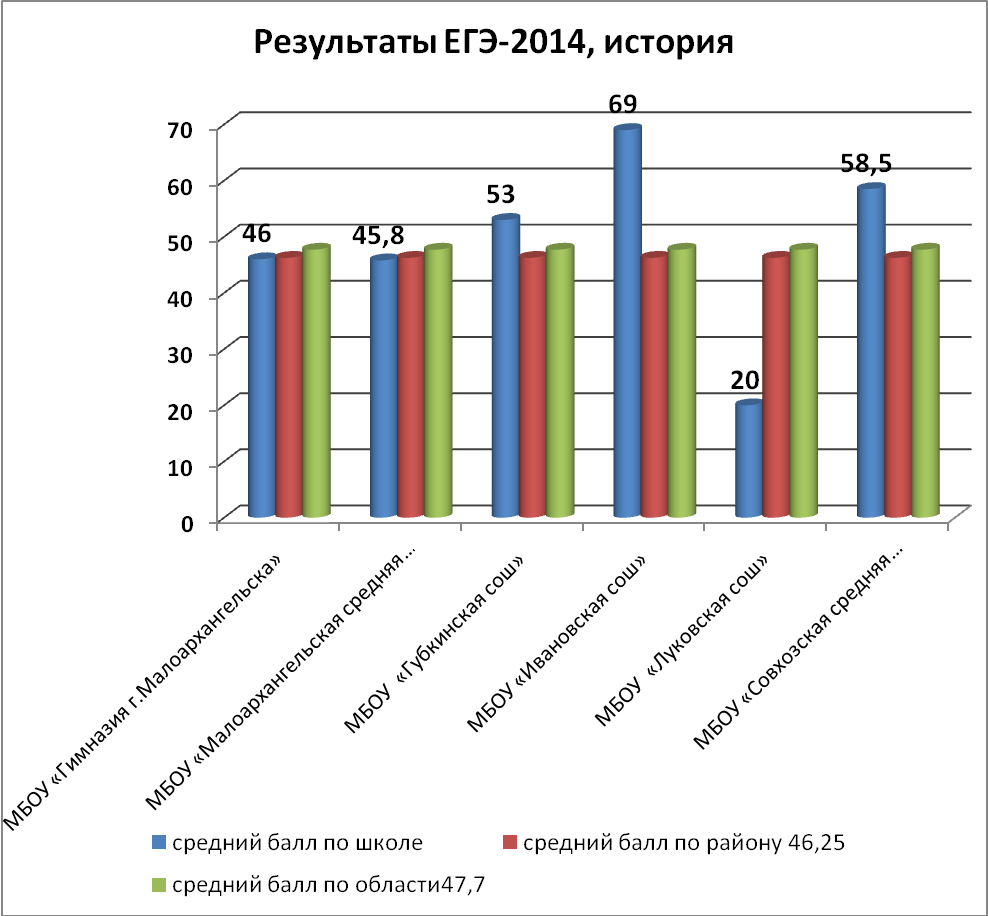 Результаты ЕГЭ-2014, история
70
60
50
40
30
20
10
0
46
45,8
53
69
20
58,5
МБОУ «Гимназия г.Малоархангельска»
МБОУ «Малоархангельская средняя…
МБОУ «Губкинская сош»
МБОУ «Ивановская сош»
МБОУ «Луковская сош»
МБОУ «Совхозская средняя…
средний балл по школе
средний балл по району 46,25
средний балл по области47,7